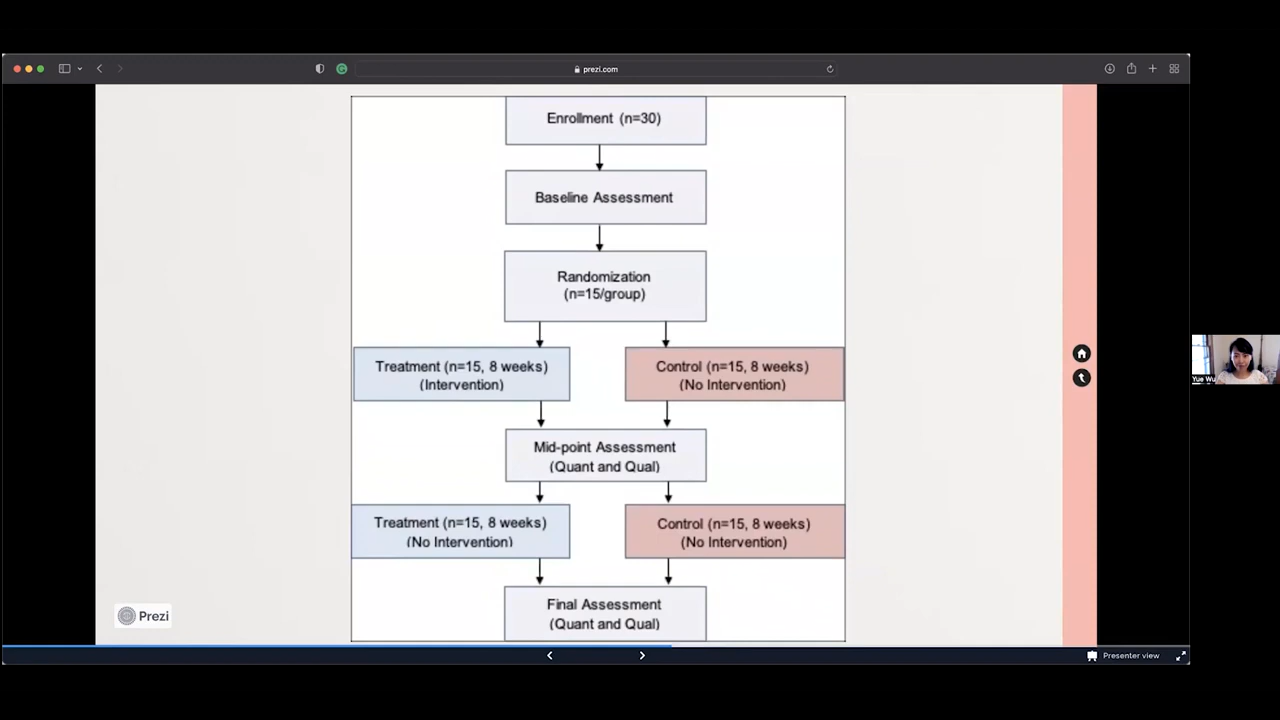 prezi.com
Enrollment (n=30)
Baseline Assessment
Randomization
(n=15/group)
Treatment (n=15, 8 weeks)
(Intervention)
Control (n=15, 8 weeks)
(No Intervention)
Mid-point Assessment
(Quant and Qual)
Treatment (n=15, 8 weeks)
(No Intervention)
Control (n=15, 8 weeks)
(No Intervention)
Final Assessment
(Quant and Qual)
Prezi
Presenter view
Yue Wu